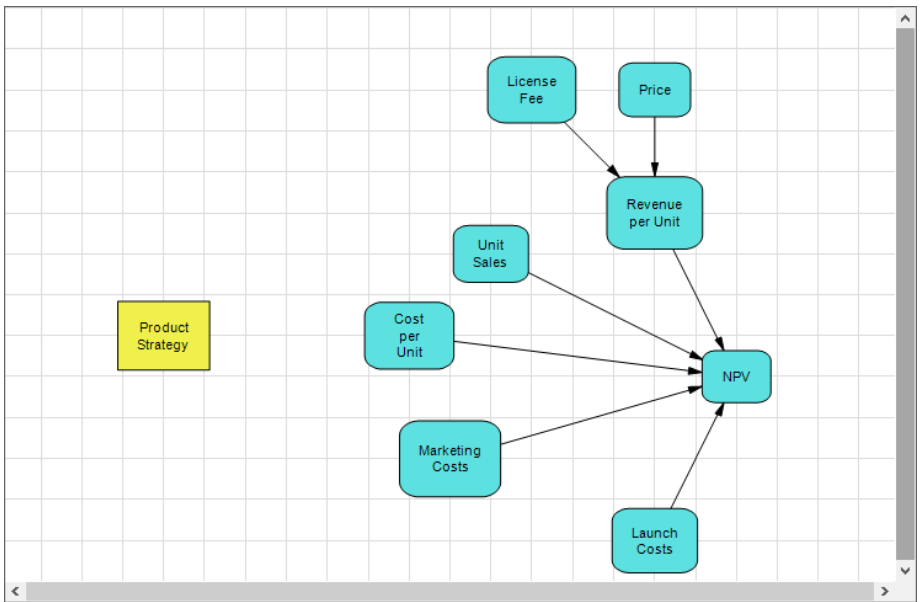 License
Fee
Price
Revenue
per Unit
Unit
Sales
Product
Strategy
Cost
per
Unit
NPV
Marketing
Costs
Launch
Costs